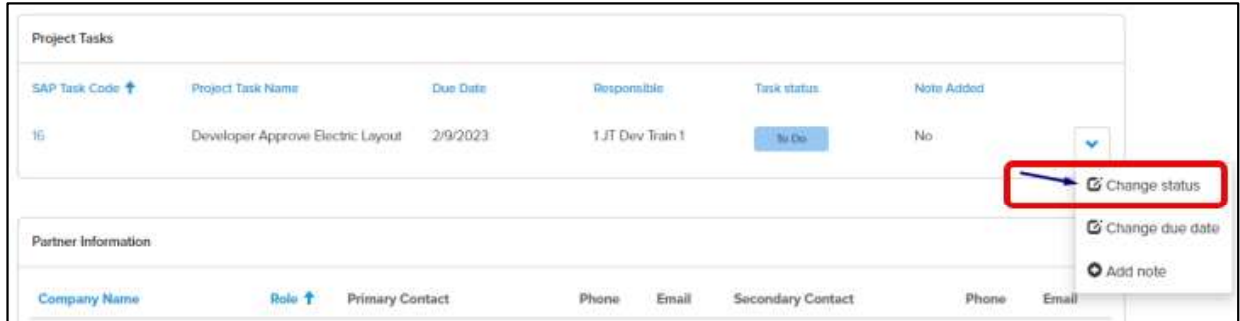 Project Tasks
SAP Task Code Project Task Name Due Date Responsible Task status Note Added
16 Developer Approve Electric Layout 2/9/2023 1 JT Dev Train 1 To Do No
Change status
Change due date
Partner Information
Add note
Company Name Role Primary Contact Phone Email Secondary Contact Phone Email